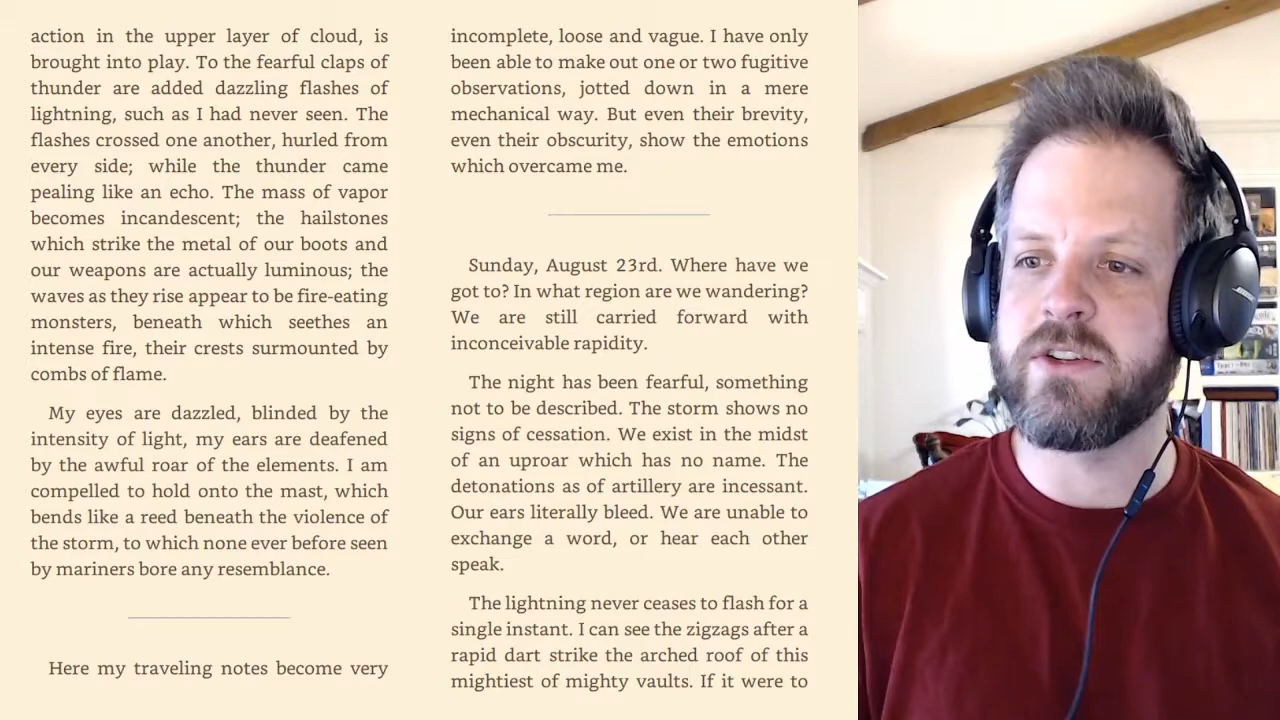 action in the upper layer of cloud, is
brought into play. To the fearful claps of
thunder are added dazzling flashes of
lightning, such as I had never seen. The
flashes crossed one another, hurled from
every side; while the thunder came
pealing like an echo. The mass of vapor
becomes incandescent; the hailstones
which strike the metal of our boots and
our weapons are actually luminous; the
waves as they rise appear to be fire-eating
monsters, beneath which seethes an
intense fire, their crests surmounted by
combs of flame.
My eyes are dazzled, blinded by the
intensity of light, my ears are deafened
by the awful roar of the elements. I am
compelled to hold onto the mast, which
bends like a reed beneath the violence of
the storm, to which none ever before seen
by mariners bore any resemblance.
Here my traveling notes become very
incomplete, loose and vague. I have only
been able to make out one or two fugitive
observations, jotted down in a mere
mechanical way. But even their brevity,
even their obscurity, show the emotions
which overcame me.
Sunday, August 23rd. Where have we
got to? In what region are we wandering?
We are still carried forward with
inconceivable rapidity.
The night has been fearful, something
not to be described. The storm shows no
signs of cessation. We exist in the midst
of an uproar which has no name. The
detonations as of artillery are incessant.
Our ears literally bleed. We are unable to
exchange a word, or hear each other
speak.
The lightning never ceases to flash for a
single instant. I can see the zigzags after a
rapid dart strike the arched roof of this
mightiest of mighty vaults. If it were to